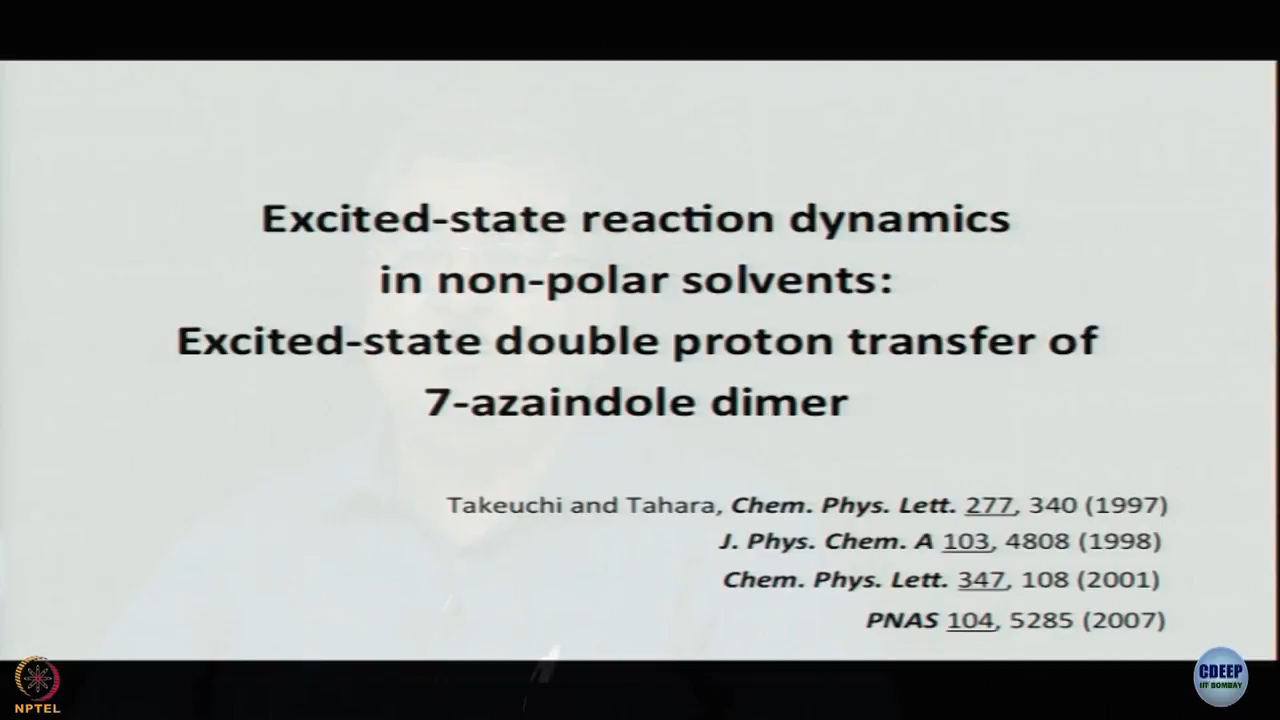 Excited-state reaction dynamics
in non-polar solvents:
Excited-state double proton transfer of
7-azaindole dimer
Takeuchi and Tahara, Chem. Phys. Lett. 277, 340 (1997)
J. Phys. Chem. A 103, 4808 (1998)
Chem. Phys. Lett. 347, 108 (2001)
PNAS 104, 5285 (2007)
NPTEL
CDEEP
IIT BOMBAY